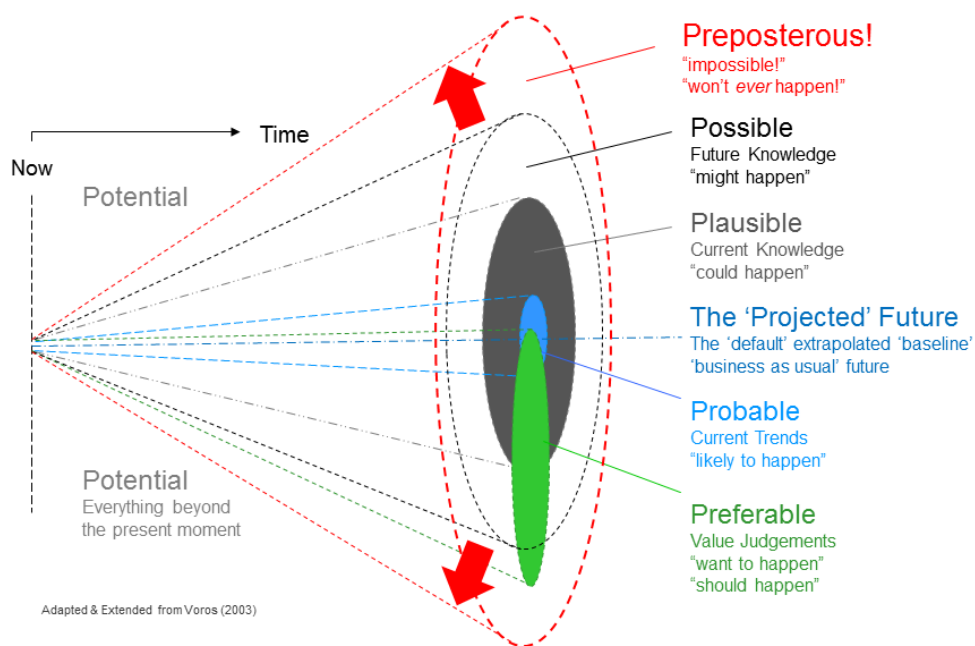 Preposterous!
“impossible!”
“won’t ever happen!”
Time
Now
Potential
Possible
Future Knowledge
“might happen”
Plausible
Current Knowledge
“could happen”
The ‘Projected’ Future
The ‘default’ extrapolated ‘baseline’
‘business as usual’ future
Probable
Current Trends
“likely to happen”
Potential
Everything beyond
the present moment
Preferable
Value Judgements
“want to happen”
“should happen”
Adapted & Extended from Voros (2003)